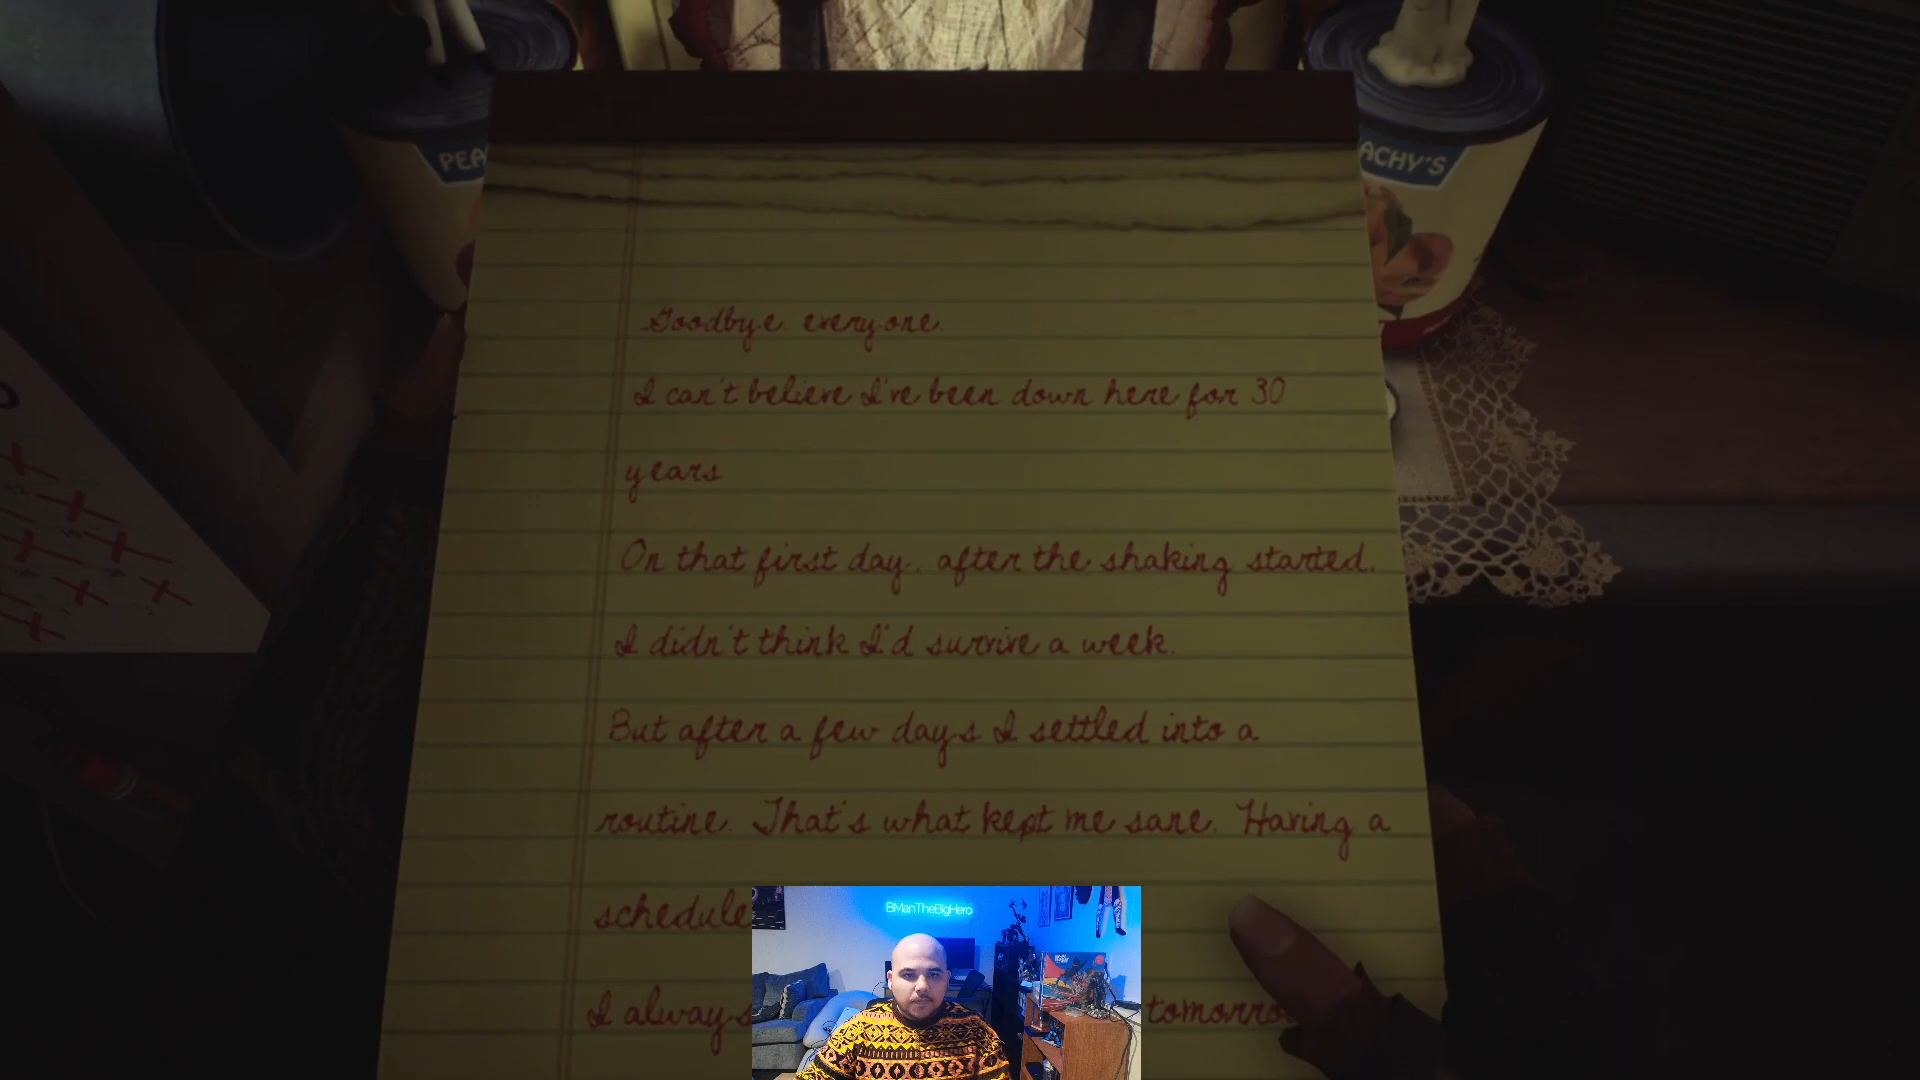 PEA
ACHY'S
Goodbye everyone.
I can't believe I've been down here for 30
years
On that first day, after the shaking started,
I didn't think I'd survive a week.
But after a few days I settled into a
routine. That's what kept me sane. Having a
schedule
I always
BManTheBigHero